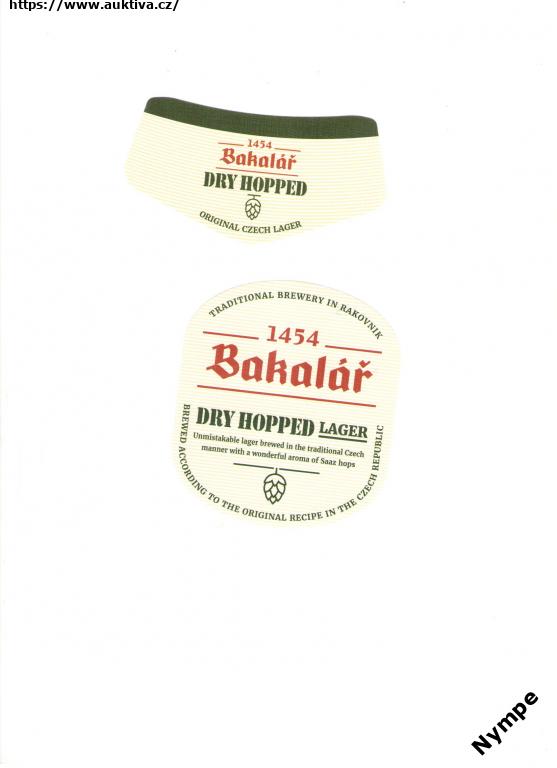 https://www.auktiva.cz/
1454
Bakalář
DRY HOPPED
ORIGINAL CZECH LAGER
TRADITIONAL BREWERY IN RAKOVNIK
1454
Bakalář
DRY HOPPED LAGER
Unmistakable lager brewed in the traditional Czech
manner with a wonderful aroma of Saaz hops
BREWED ACCORDING TO THE ORIGINAL RECIPE IN THE CZECH REPUBLIC
Nympe